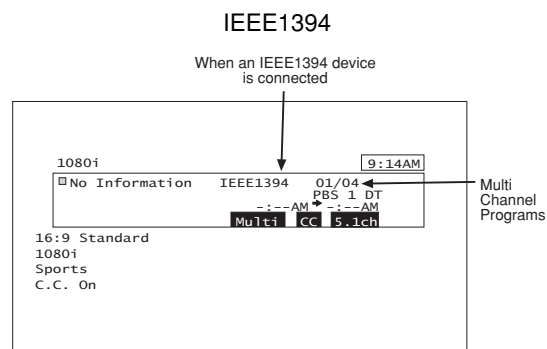 IEEE1394
When an IEEE1394 device
is connected
1080i
9:14AM
No Information IEEE1394 01/04
PBS 1 DT
-:--AM -:--AM
Multi CC 5.1ch
Multi
Channel
Programs
16:9 Standard
1080i
Sports
C.C. On